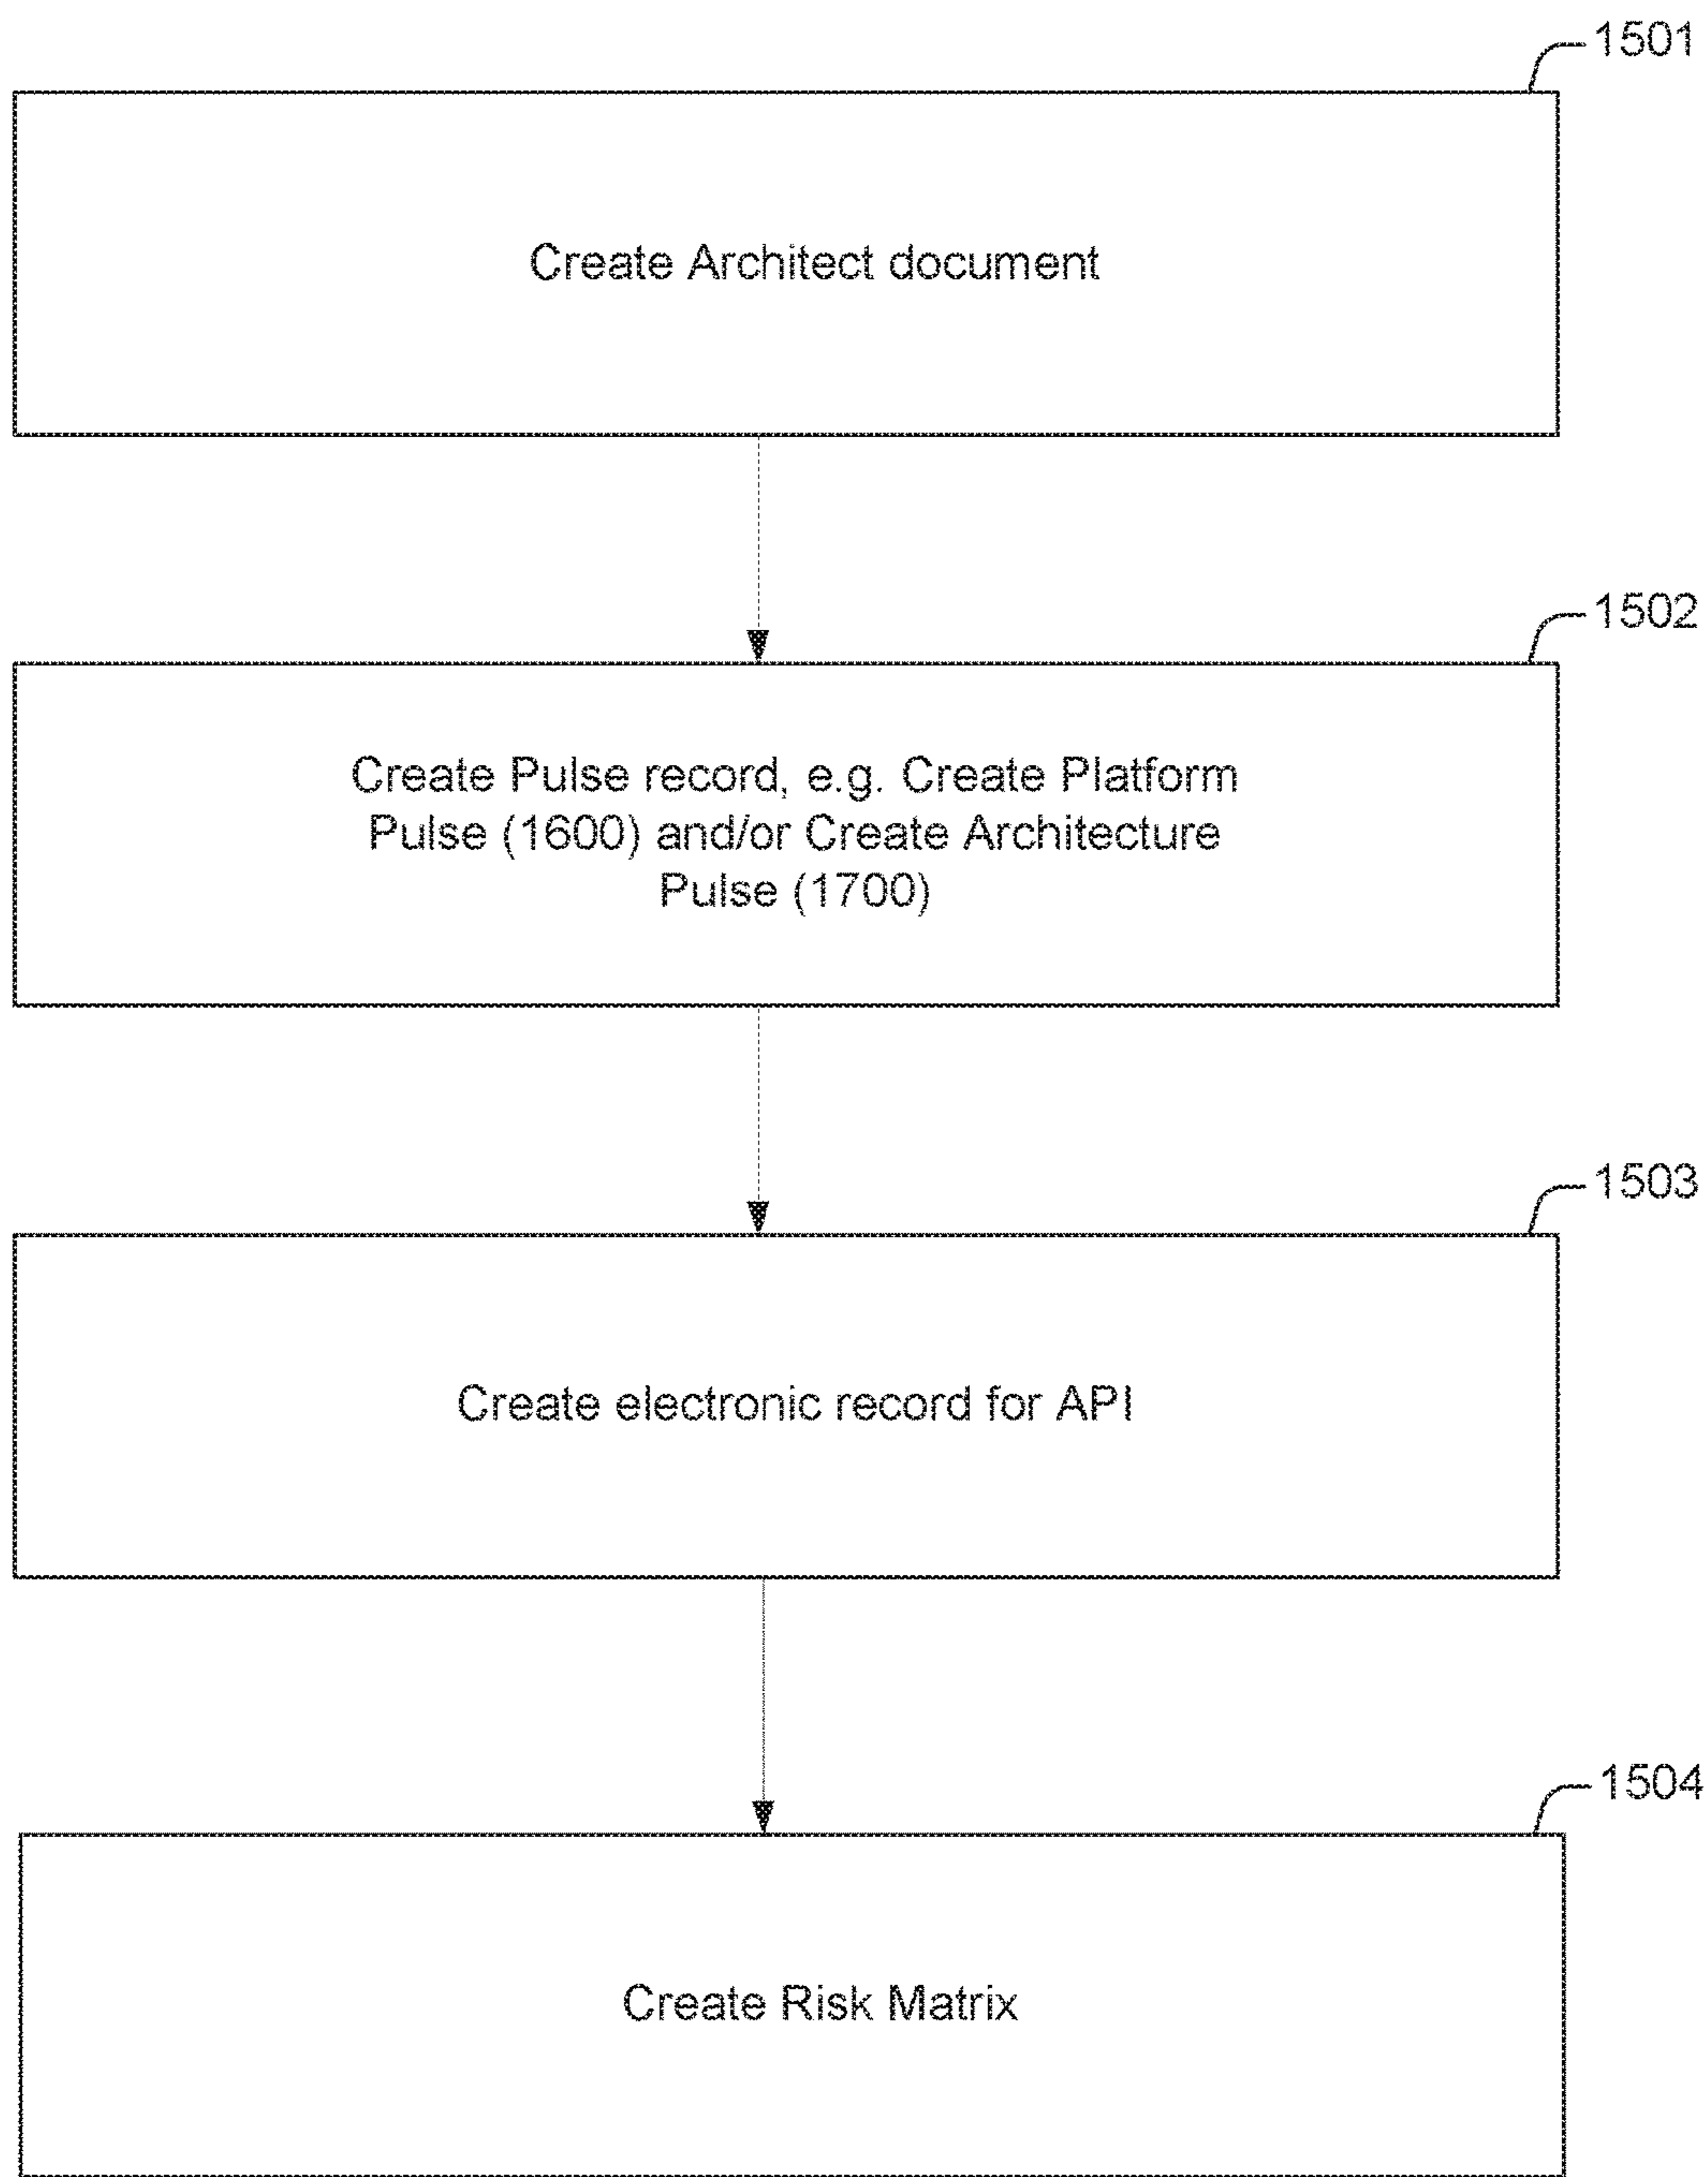 1501
Create Architect document
1502
Create Pulse record, e.g. Create Platform
Pulse (1600) and/or Create Architecture
Pulse (1700)
1503
Create electronic record for API
1504
Create Risk Matrix